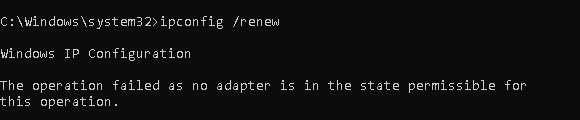 C:\Windows\system32>ipconfig /renew
Windows IP Configuration
The operation failed as no adapter is in the state permissible for
this operation.